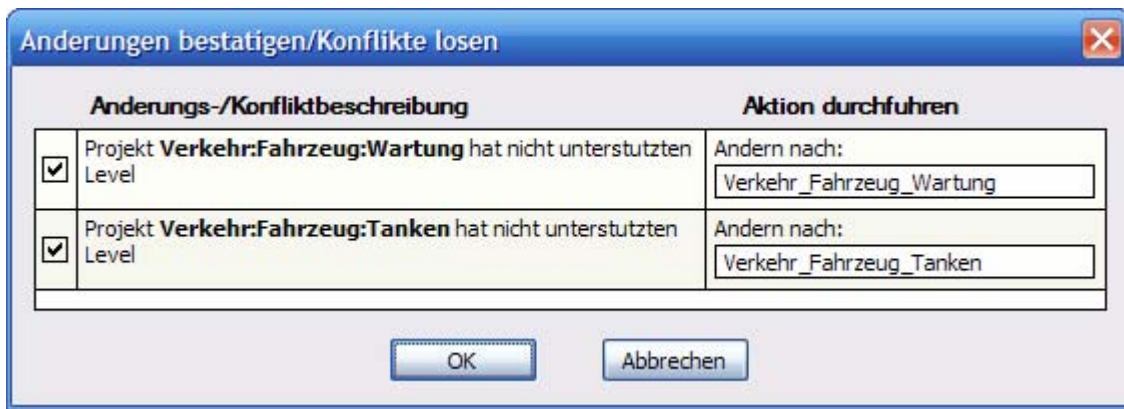 Anderungen bestatigen/Konflikte losen
Anderungs-/Konfliktbeschreibung
Aktion durchfuhren
Projekt Verkehr:Fahrzeug:Wartung hat nicht unterstutzten
Level
Andern nach:
Verkehr_Fahrzeug_Wartung
Projekt Verkehr:Fahrzeug:Tanken hat nicht unterstutzten
Level
Andern nach:
Verkehr_Fahrzeug_Tanken
OK
Abbrechen